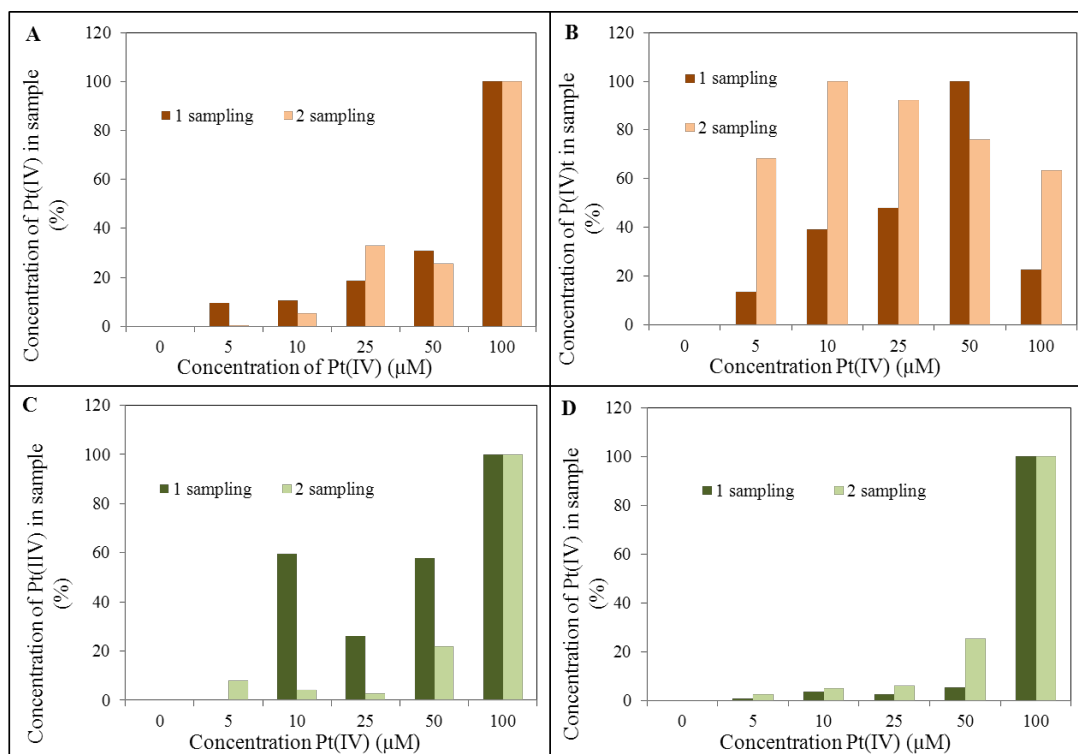 A
Concentration of Pt(IV) in sample
(%)
120
100
80
60
40
20
0
1 sampling 2 sampling
0 5 10 25 50 100
Concentration of Pt(IV) (μM)
B
Concentration of P(IV)t in sample
(%)
120
100
80
60
40
20
0
1 sampling
2 sampling
0 5 10 25 50 100
Concentration Pt(IV) (μM)
C
Concentration of Pt(IIV) in sample
(%)
120
100
80
60
40
20
0
1 sampling 2 sampling
0 5 10 25 50 100
Concentration Pt(IV) (μM)
D
Concentration of Pt(IV) in sample
(%)
120
100
80
60
40
20
0
1 sampling 2 sampling
0 5 10 25 50 100
Concentration Pt(IV) (μM)